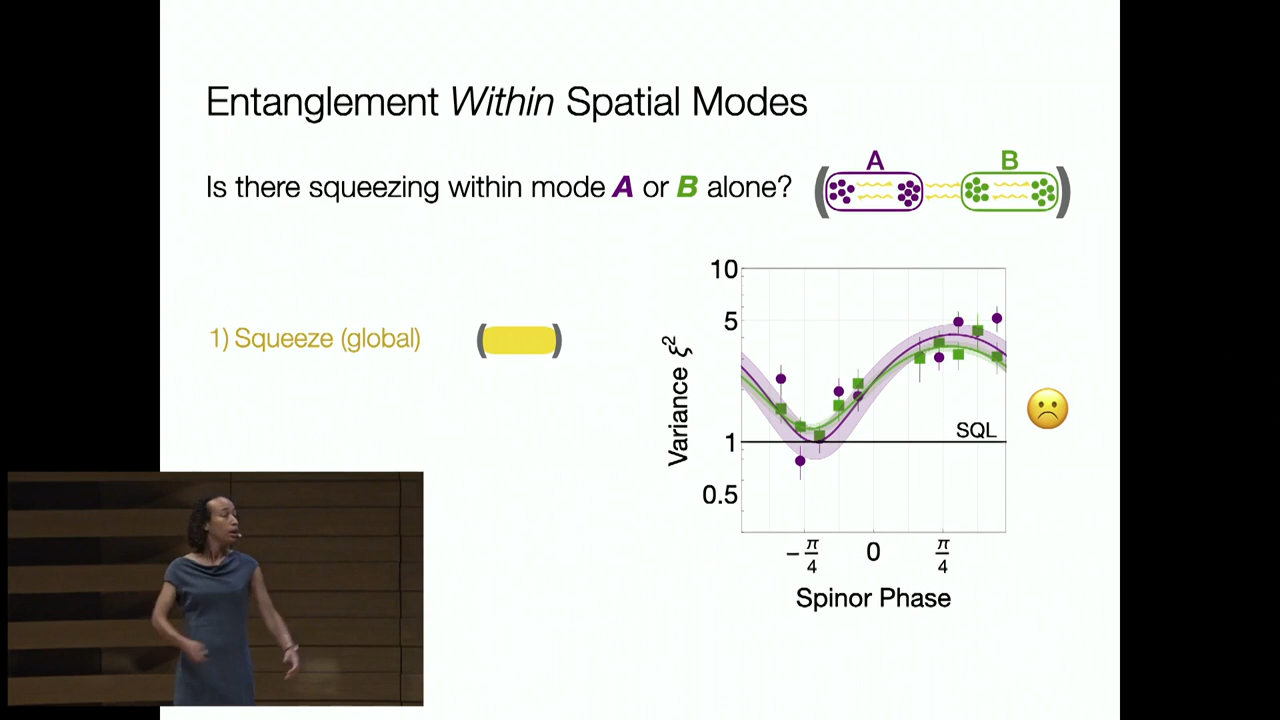 Entanglement Within Spatial Modes
Is there squeezing within mode A or B alone?
A
B
1) Squeeze (global)
Variance ξ²
10
5
1
0.5
SQL
−π/4
0
π/4
Spinor Phase